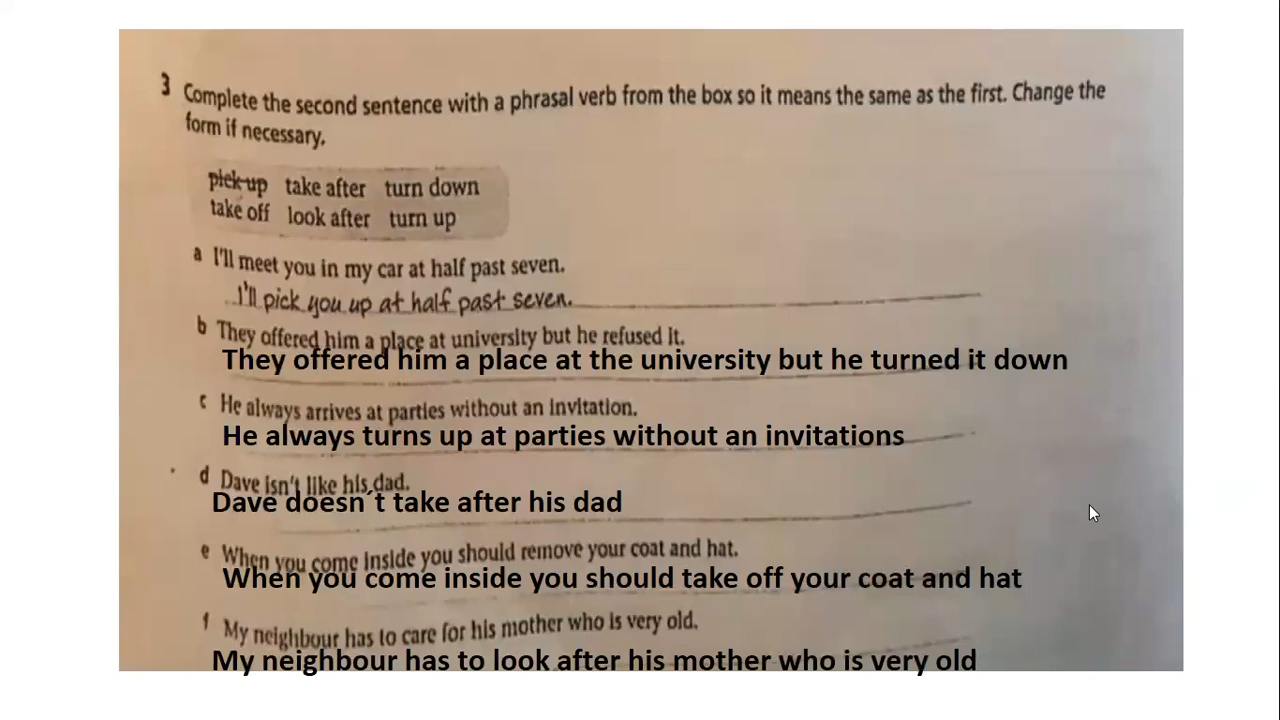 3 Complete the second sentence with a phrasal verb from the box so it means the same as the first. Change the
form if necessary.
pick up take after turn down
take off look after turn up
a I'll meet you in my car at half past seven.
I'll pick you up at half past seven.
b They offered him a place at university but he refused it.
They offered him a place at the university but he turned it down
c He always arrives at parties without an invitation.
He always turns up at parties without an invitations
d Dave isn't like his dad.
Dave doesn´t take after his dad
e When you come inside you should remove your coat and hat.
When you come inside you should take off your coat and hat
f My neighbour has to care for his mother who is very old.
My neighbour has to look after his mother who is very old